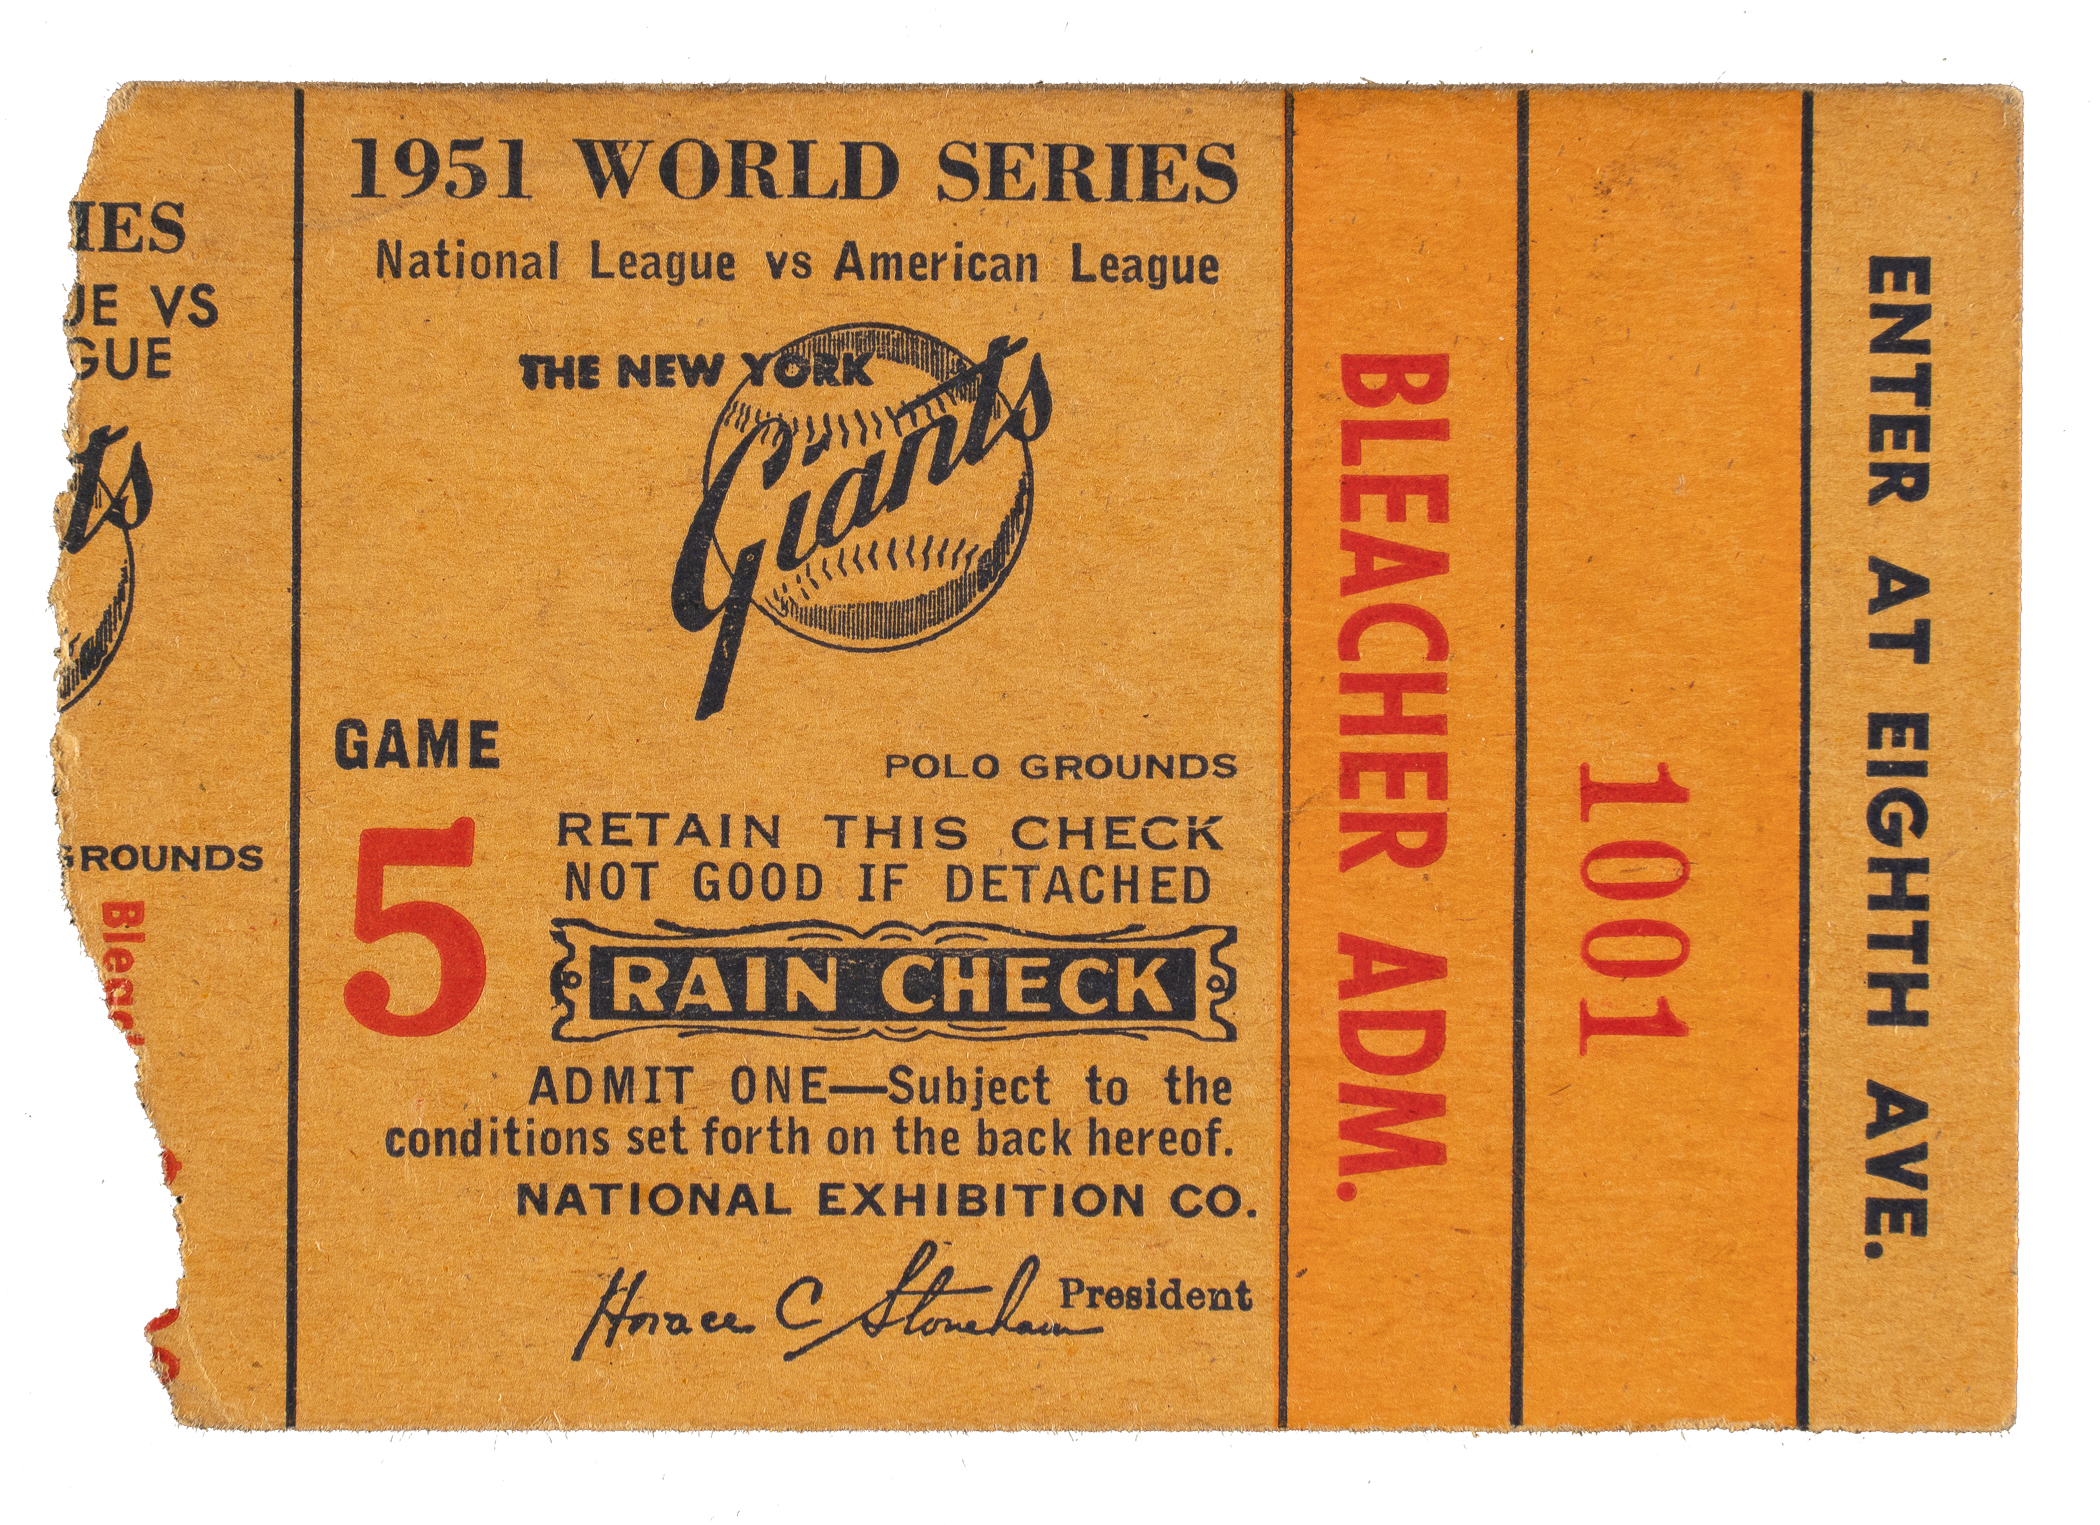 IES
UE VS
GUE
ts
GROUNDS
1951 WORLD SERIES
National League vs American League
THE NEW YORK
Giants
GAME
5
POLO GROUNDS
RETAIN THIS CHECK
NOT GOOD IF DETACHED
RAIN CHECK
ADMIT ONE—Subject to the
conditions set forth on the back hereof.
NATIONAL EXHIBITION CO.
Horace C Stoneham President
BLEACHER ADM.
1001
ENTER AT EIGHTH AVE.